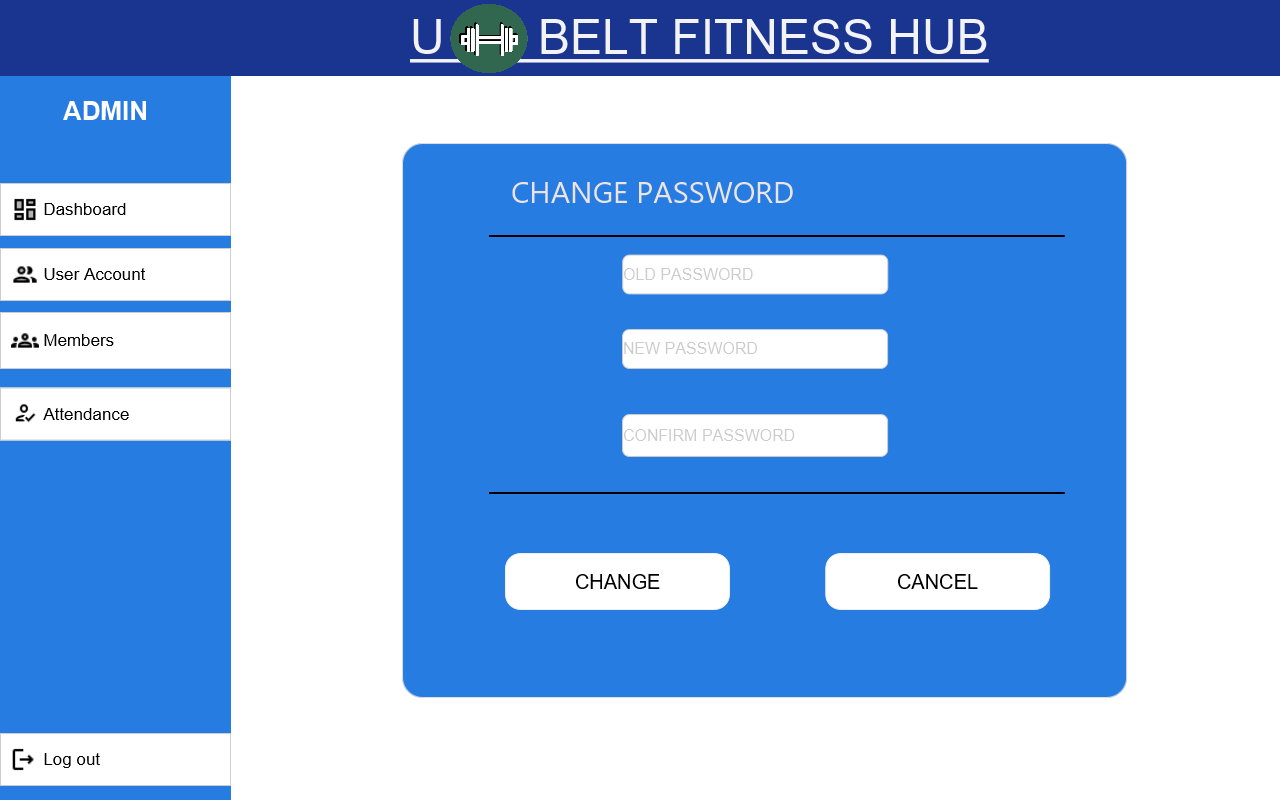 U BELT FITNESS HUB
ADMIN
Dashboard
User Account
Members
Attendance
Log out
CHANGE PASSWORD
OLD PASSWORD
NEW PASSWORD
CONFIRM PASSWORD
CHANGE
CANCEL